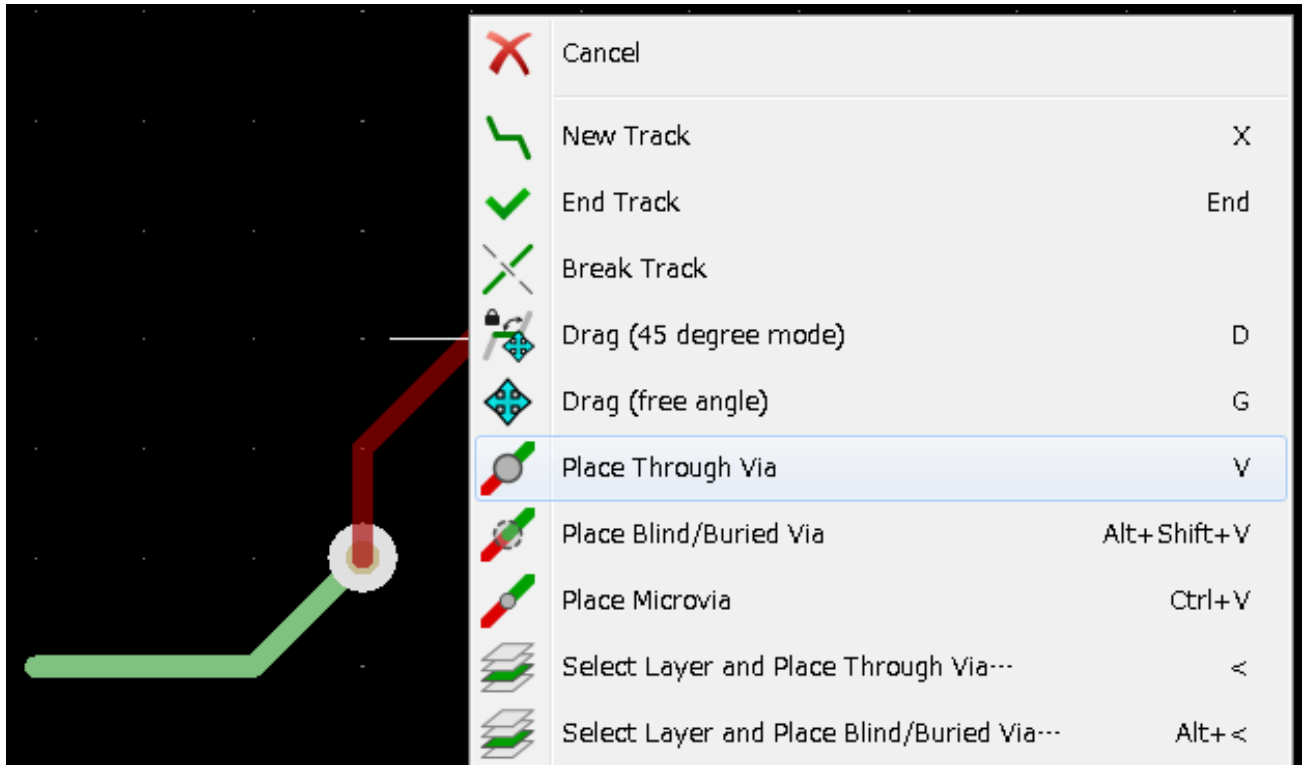 Cancel
New Track X
End Track End
Break Track
Drag (45 degree mode) D
Drag (free angle) G
Place Through Via V
Place Blind/Buried Via Alt+Shift+V
Place Microvia Ctrl+V
Select Layer and Place Through Via··· <
Select Layer and Place Blind/Buried Via··· Alt+<